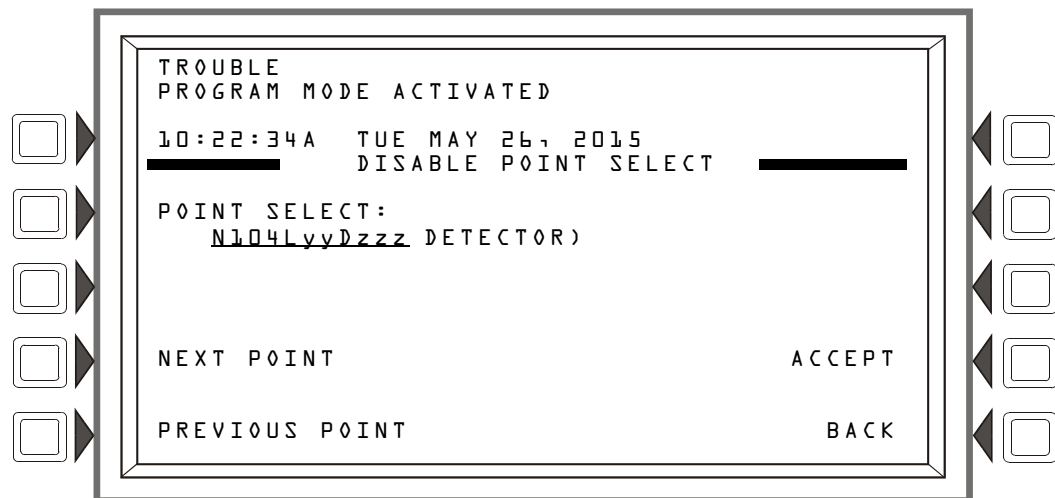 TROUBLE
PROGRAM MODE ACTIVATED
10:22:34A TUE MAY 26, 2015
DISABLE POINT SELECT
POINT SELECT:
N104LyyDzzz DETECTOR)
NEXT POINT ACCEPT
PREVIOUS POINT BACK